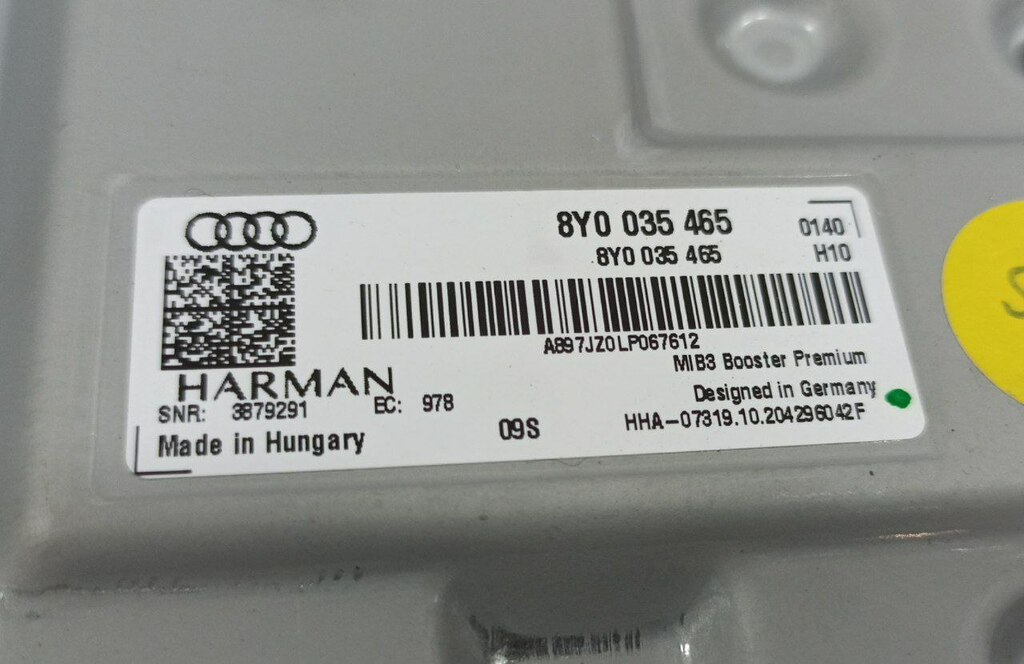 8Y0 035 465 0140
8Y0 035 465 H10
A897JZ0LP067612
MIB3 Booster Premium
HARMAN
Designed in Germany
SNR: 3879291 EC: 978
HHA-07319.10.204296042F
Made in Hungary 09S